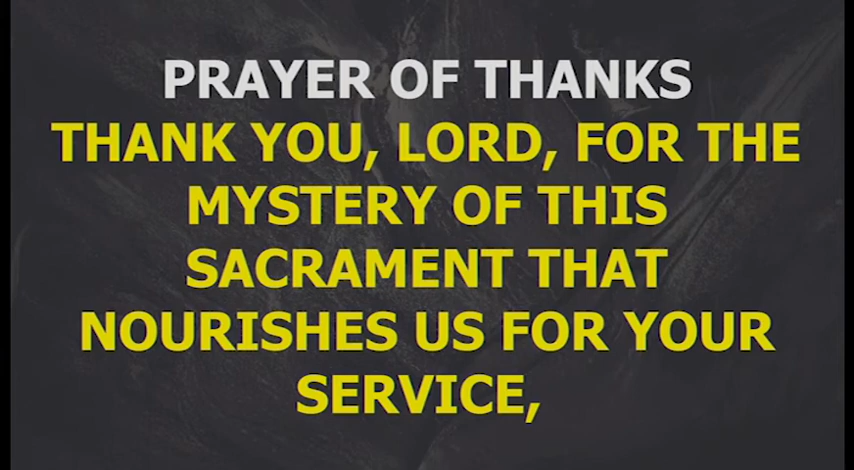 PRAYER OF THANKS
THANK YOU, LORD, FOR THE
MYSTERY OF THIS
SACRAMENT THAT
NOURISHES US FOR YOUR
SERVICE,